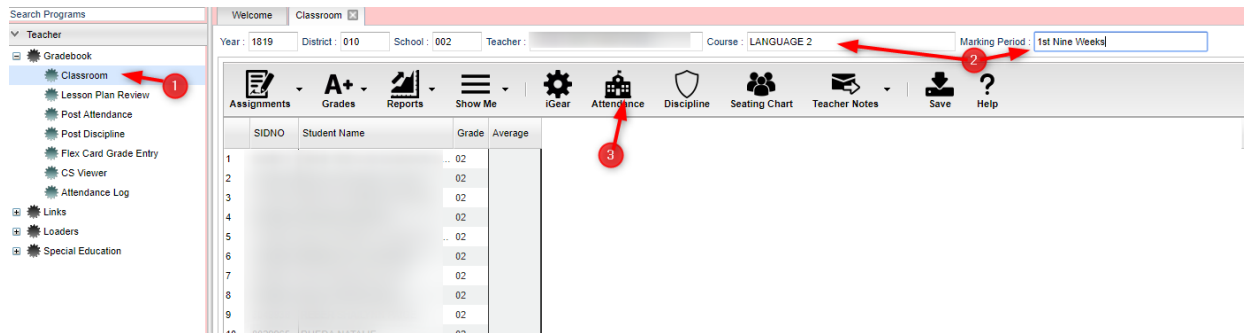 Search Programs
Welcome Classroom
Teacher
Year : 1819 District : 010 School : 002 Teacher : Course : LANGUAGE 2 Marking Period : 1st Nine Weeks
Gradebook
Classroom
Lesson Plan Review
Post Attendance
Post Discipline
Flex Card Grade Entry
CS Viewer
Attendance Log
Links
Loaders
Special Education
1
2
3
A+
?
Assignments Grades Reports Show Me iGear Attendance Discipline Seating Chart Teacher Notes Save Help
SIDNO Student Name Grade Average
1 ... 02
2 02
3 02
4 02
5 .. 02
6 02
7 02
8 02
9 02